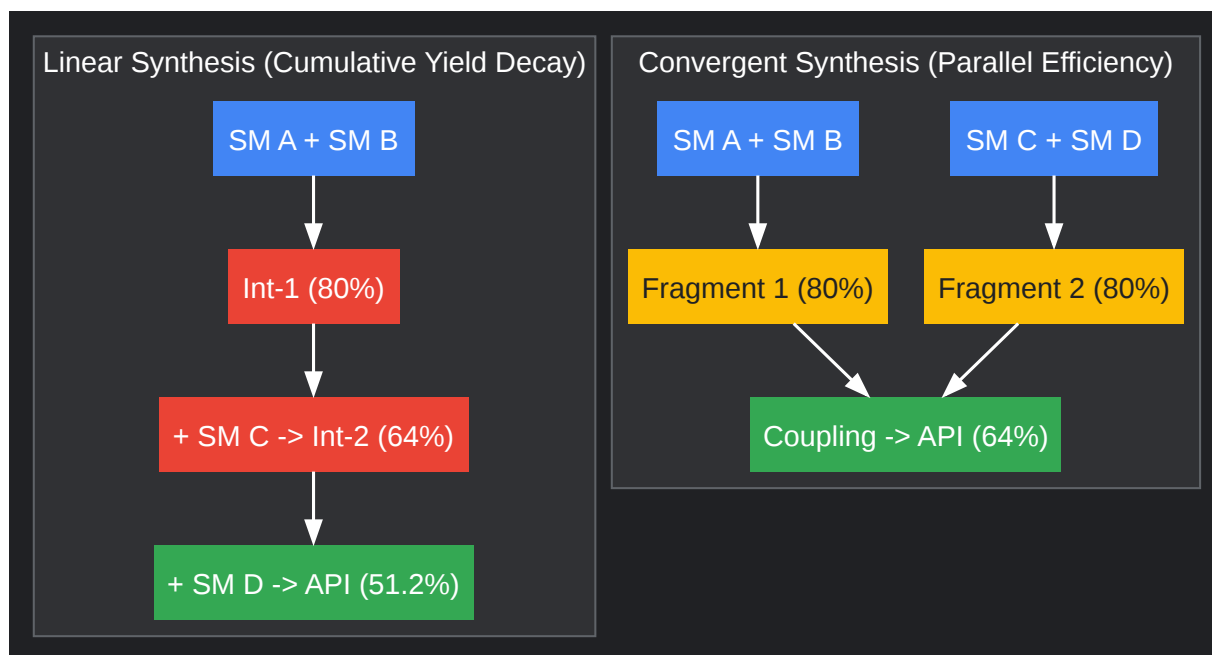 Linear Synthesis (Cumulative Yield Decay)
SM A + SM B
Int-1 (80%)
+ SM C -> Int-2 (64%)
+ SM D -> API (51.2%)
Convergent Synthesis (Parallel Efficiency)
SM A + SM B
SM C + SM D
Fragment 1 (80%)
Fragment 2 (80%)
Coupling -> API (64%)